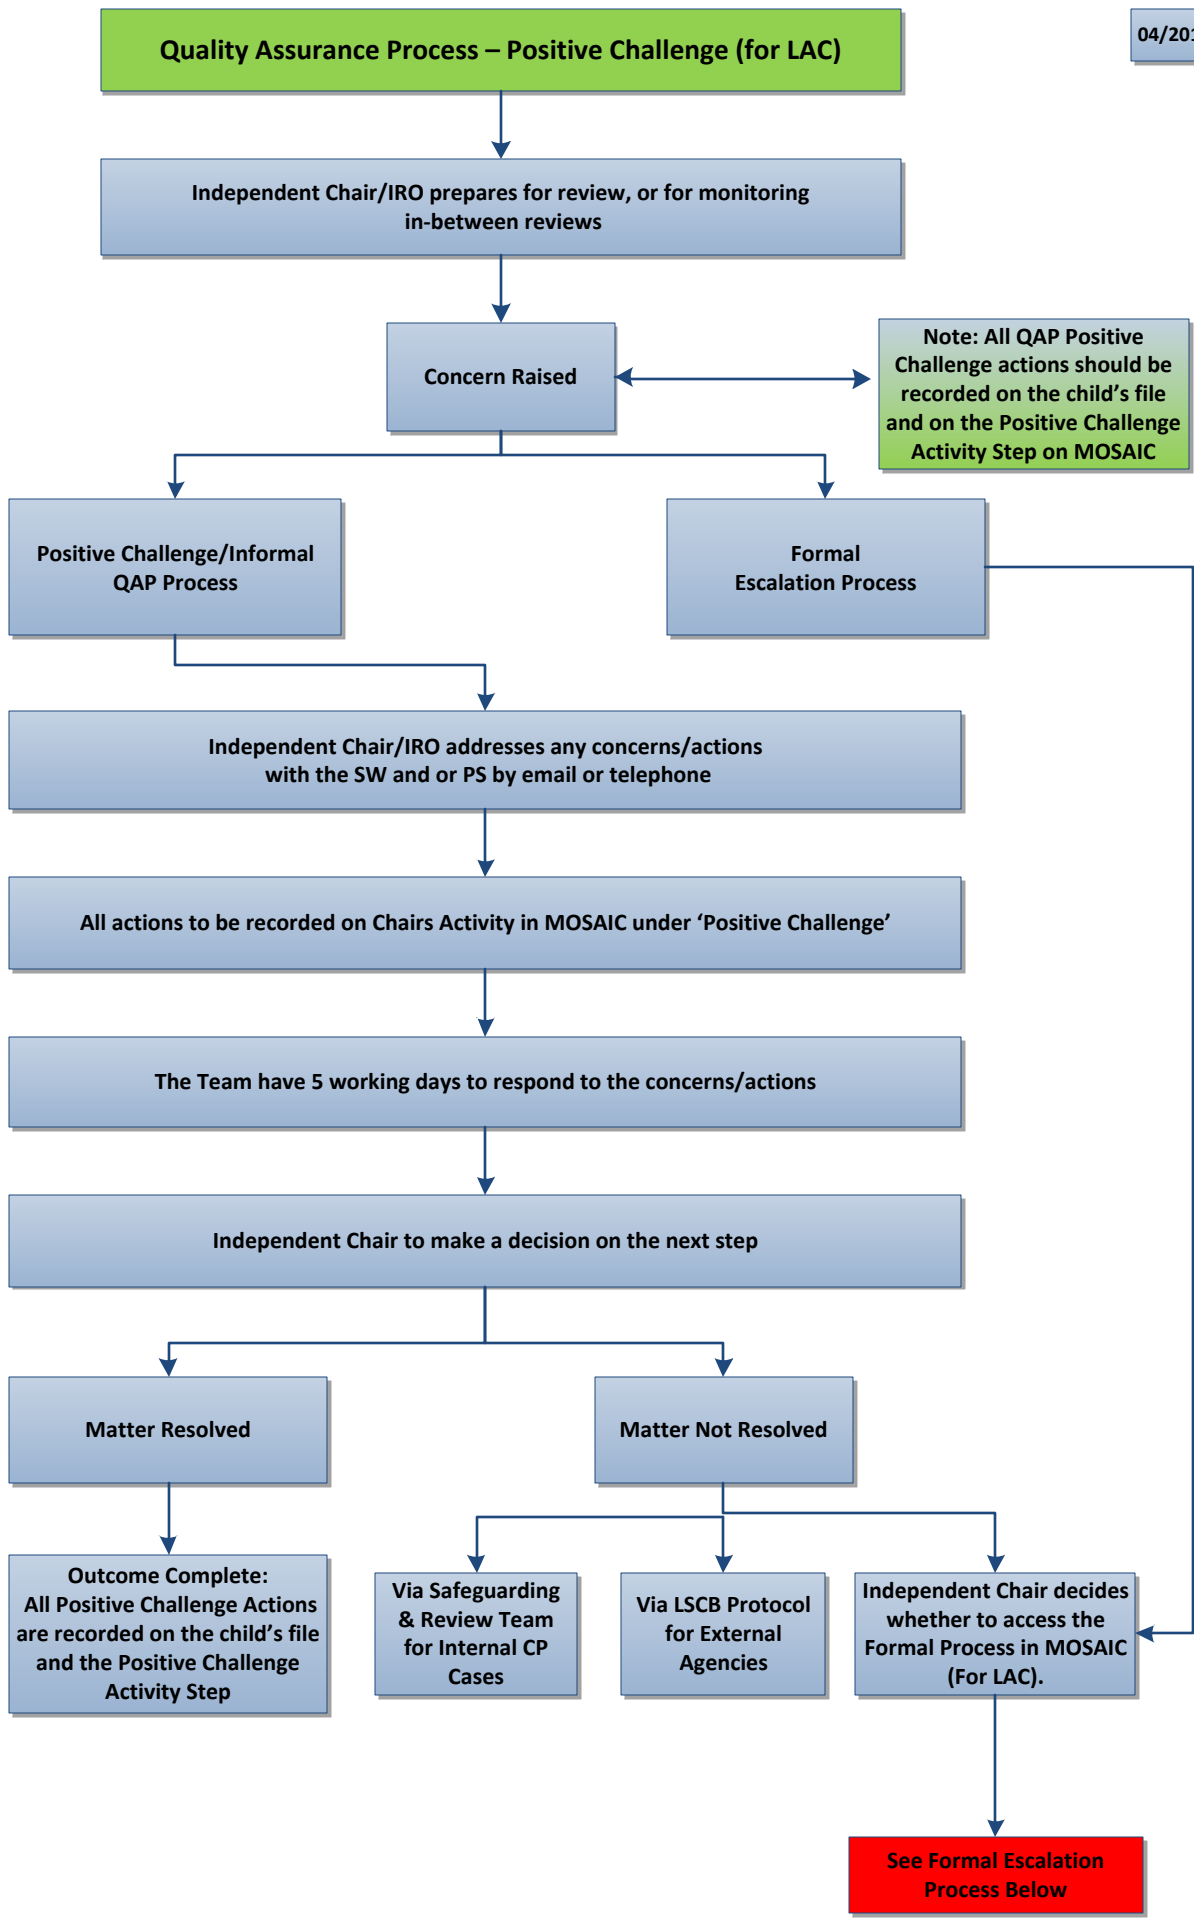 Quality Assurance Process – Positive Challenge (for LAC)
04/201
Independent Chair/IRO prepares for review, or for monitoring
in-between reviews
Concern Raised
Note: All QAP Positive
Challenge actions should be
recorded on the child’s file
and on the Positive Challenge
Activity Step on MOSAIC
Positive Challenge/Informal
QAP Process
Formal
Escalation Process
Independent Chair/IRO addresses any concerns/actions
with the SW and or PS by email or telephone
All actions to be recorded on Chairs Activity in MOSAIC under ‘Positive Challenge’
The Team have 5 working days to respond to the concerns/actions
Independent Chair to make a decision on the next step
Matter Resolved
Matter Not Resolved
Outcome Complete:
All Positive Challenge Actions
are recorded on the child’s file
and the Positive Challenge
Activity Step
Via Safeguarding
& Review Team
for Internal CP
Cases
Via LSCB Protocol
for External
Agencies
Independent Chair decides
whether to access the
Formal Process in MOSAIC
(For LAC).
See Formal Escalation
Process Below